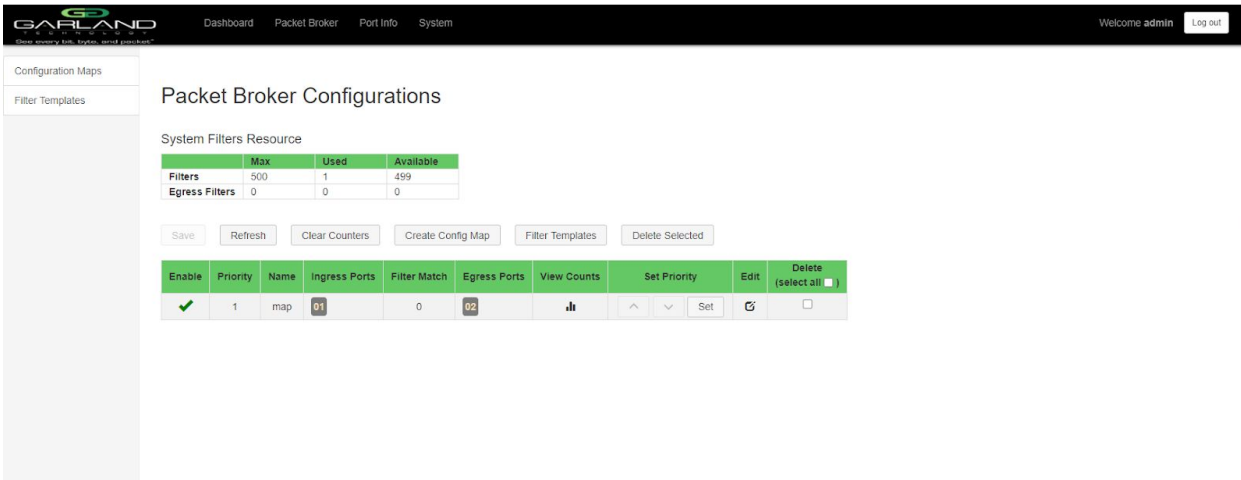 GARLAND
TECHNOLOGY
See every bit, byte, and packet
Dashboard Packet Broker Port Info System Welcome admin Log out
Configuration Maps
Filter Templates
Packet Broker Configurations
System Filters Resource
Max Used Available
Filters 500 1 499
Egress Filters 0 0 0
Save Refresh Clear Counters Create Config Map Filter Templates Delete Selected
Enable Priority Name Ingress Ports Filter Match Egress Ports View Counts Set Priority Edit Delete (select all )
1 map 01 0 02 Set